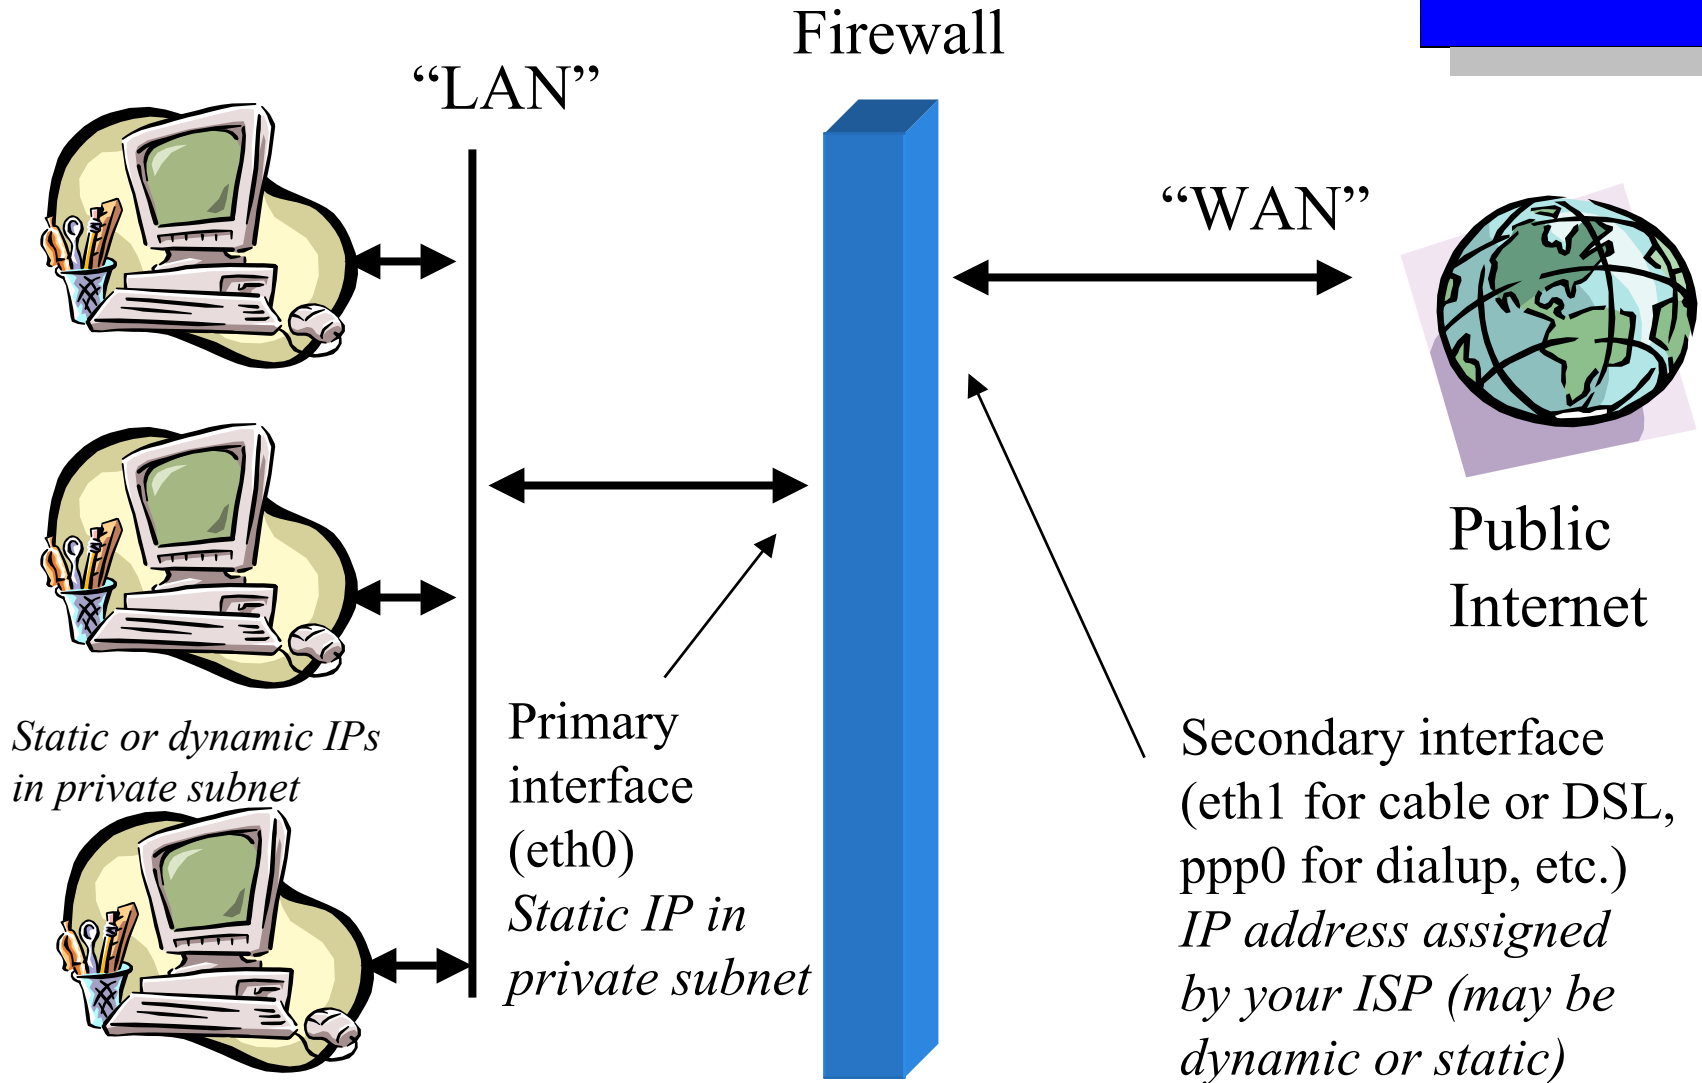 Firewall
“LAN”
“WAN”
Public
Internet
Static or dynamic IPs
in private subnet
Primary
interface
(eth0)
Static IP in
private subnet
Secondary interface
(eth1 for cable or DSL,
ppp0 for dialup, etc.)
IP address assigned
by your ISP (may be
dynamic or static)